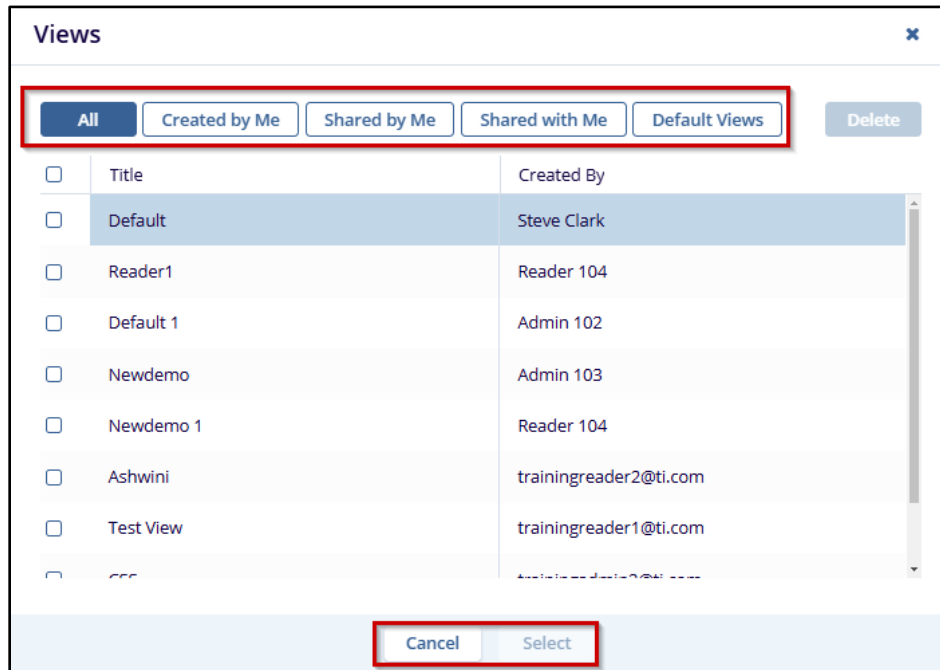 Views
All Created by Me Shared by Me Shared with Me Default Views Delete
Title Created By
Default Steve Clark
Reader1 Reader 104
Default 1 Admin 102
Newdemo Admin 103
Newdemo 1 Reader 104
Ashwini trainingreader2@ti.com
Test View trainingreader1@ti.com
Cancel Select